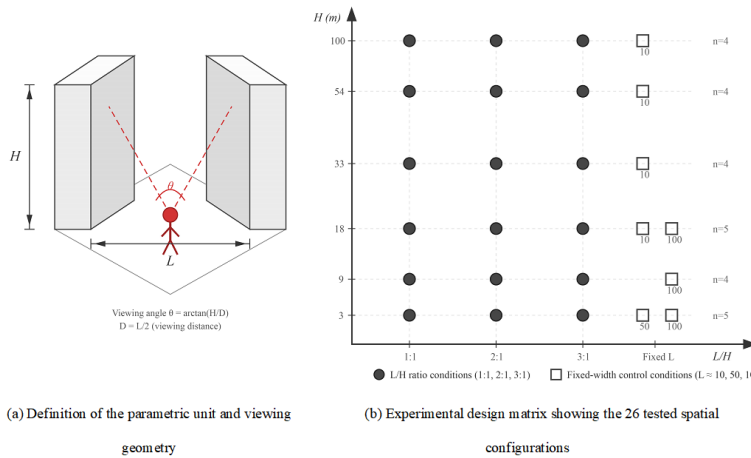 H
θ
L
Viewing angle θ = arctan(H/D)
D = L/2 (viewing distance)
(a) Definition of the parametric unit and viewing
geometry
H (m)
100
10
n=4
54
10
n=4
33
10
n=4
18
10
100
n=5
9
100
n=4
3
50
100
n=5
1:1
2:1
3:1
Fixed L
L/H
L/H ratio conditions (1:1, 2:1, 3:1)
Fixed-width control conditions (L ≈ 10, 50, 10
(b) Experimental design matrix showing the 26 tested spatial
configurations